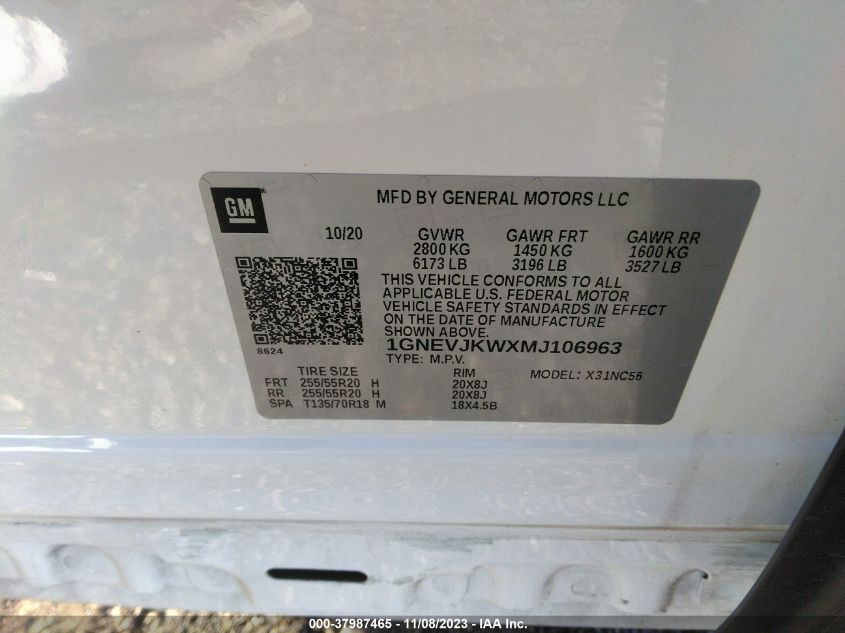 GM
MFD BY GENERAL MOTORS LLC
10/20
GVWR GAWR FRT GAWR RR
2800 KG 1450 KG 1600 KG
6173 LB 3196 LB 3527 LB
THIS VEHICLE CONFORMS TO ALL
APPLICABLE U.S. FEDERAL MOTOR
VEHICLE SAFETY STANDARDS IN EFFECT
ON THE DATE OF MANUFACTURE
SHOWN ABOVE.
8624
1GNEVJKWXMJ106963
TYPE: M.P.V. MODEL: X31NC56
TIRE SIZE RIM
FRT 255/55R20 H 20X8J
RR 255/55R20 H 20X8J
SPA T135/70R18 M 18X4.5B
000-37987465 - 11/08/2023 - IAA Inc.